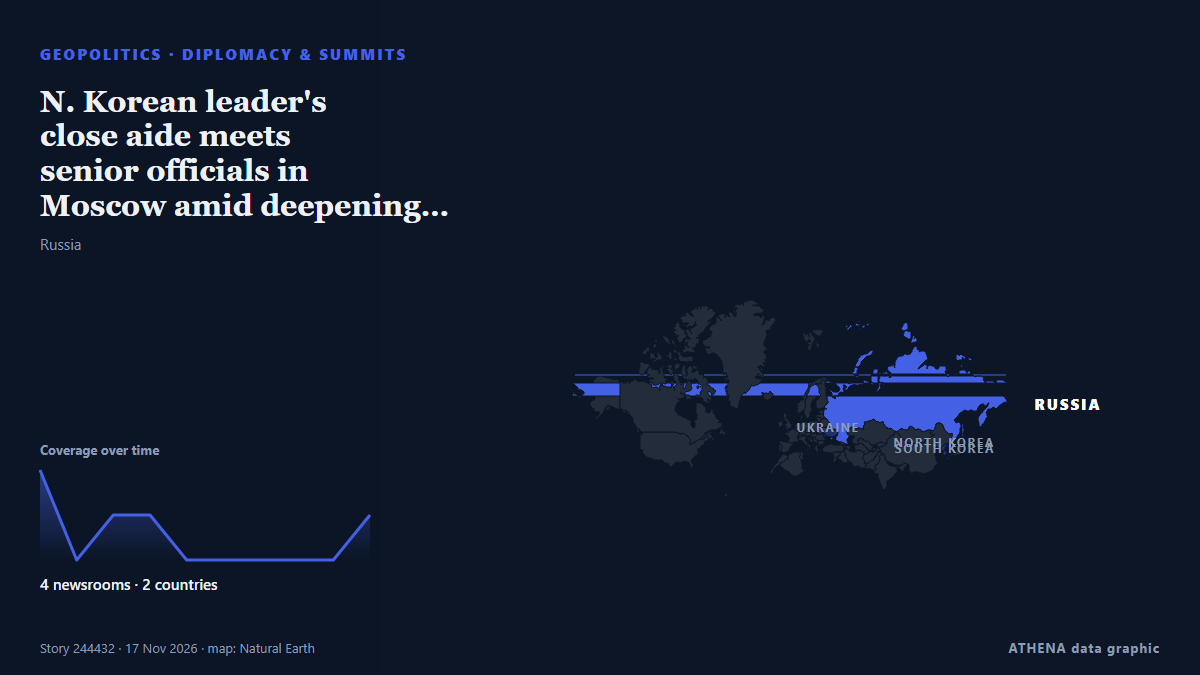 GEOPOLITICS · DIPLOMACY & SUMMITS
N. Korean leader's
close aide meets
senior officials in
Moscow amid deepening...
Russia
RUSSIA
UKRAINE
NORTH KOREA
SOUTH KOREA
Coverage over time
4 newsrooms · 2 countries
Story 244432 · 17 Nov 2026 · map: Natural Earth
ATHENA data graphic